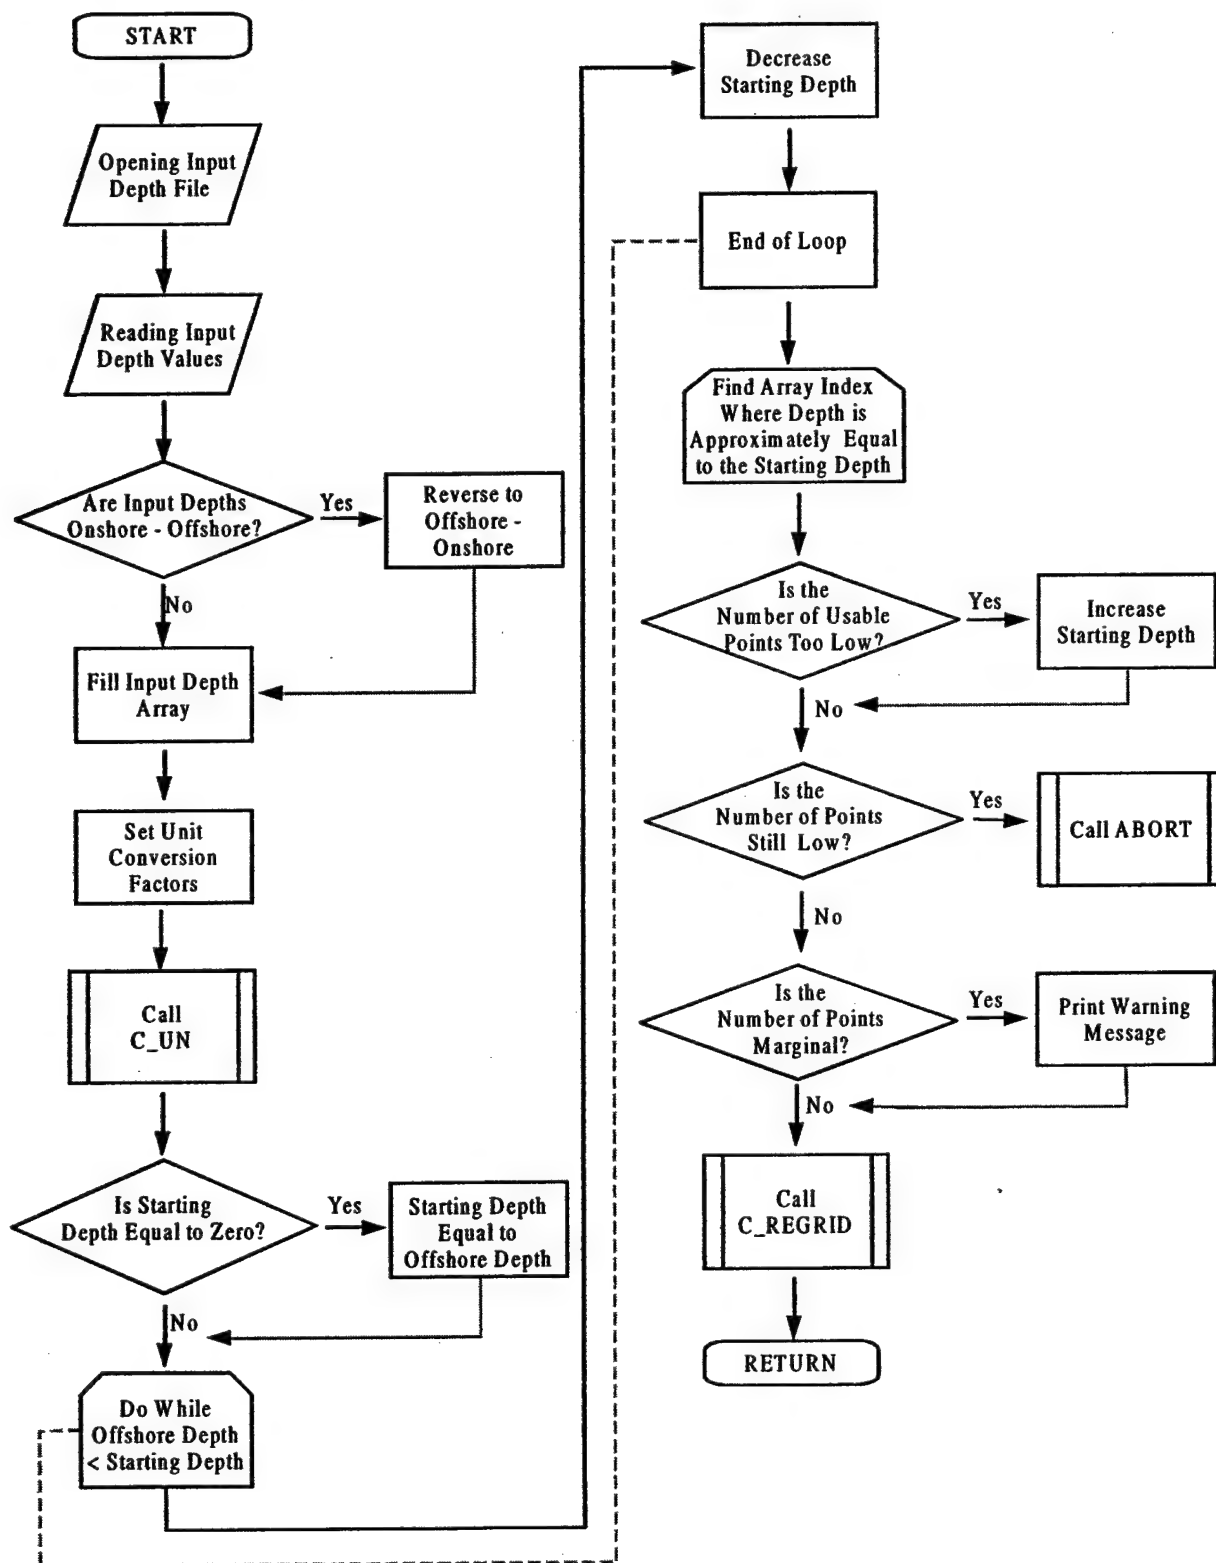 START
Opening Input
Depth File
Reading Input
Depth Values
Are Input Depths
Onshore - Offshore?
Yes
Reverse to
Offshore -
Onshore
No
Fill Input Depth
Array
Set Unit
Conversion
Factors
Call
C_UN
Is Starting
Depth Equal to Zero?
Yes
Starting Depth
Equal to
Offshore Depth
No
Do While
Offshore Depth
< Starting Depth
Decrease
Starting Depth
End of Loop
Find Array Index
Where Depth is
Approximately Equal
to the Starting Depth
Is the
Number of Usable
Points Too Low?
Yes
Increase
Starting Depth
No
Is the
Number of Points
Still Low?
Yes
Call ABORT
No
Is the
Number of Points
Marginal?
Yes
Print Warning
Message
No
Call
C_REGRID
RETURN